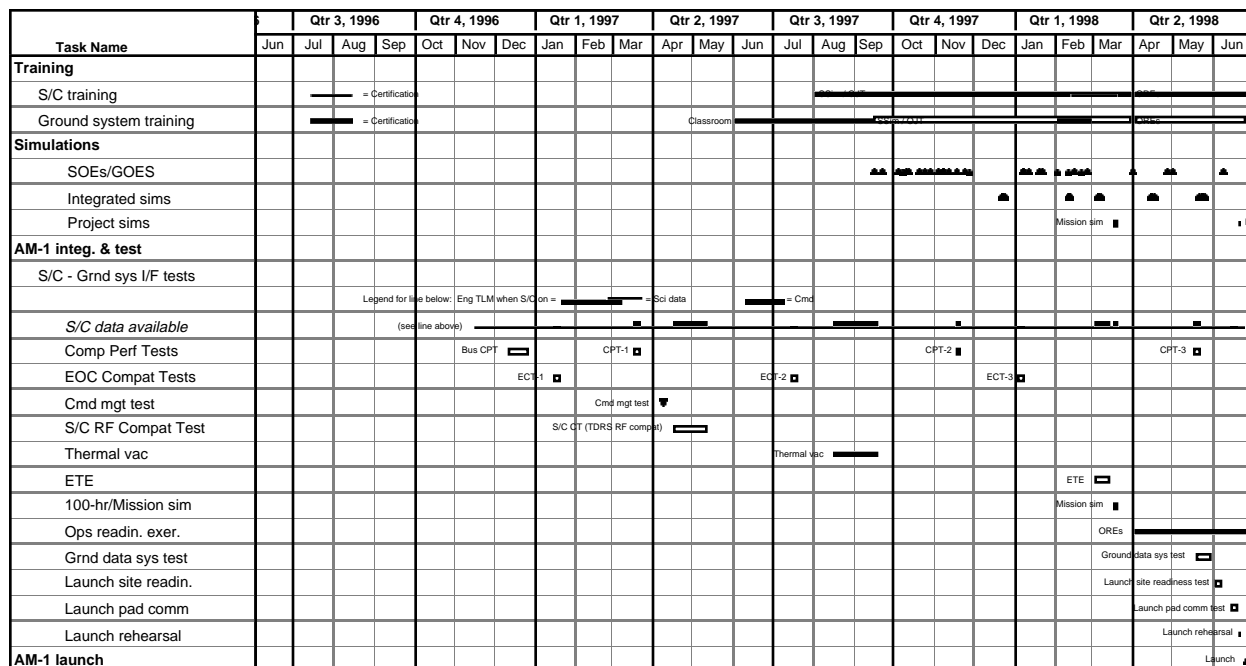 Qtr 3, 1996 Qtr 4, 1996 Qtr 1, 1997 Qtr 2, 1997 Qtr 3, 1997 Qtr 4, 1997 Qtr 1, 1998 Qtr 2, 1998
Task Name Jun Jul Aug Sep Oct Nov Dec Jan Feb Mar Apr May Jun Jul Aug Sep Oct Nov Dec Jan Feb Mar Apr May Jun
Training
S/C training = Certification
Ground system training = Certification Classroom OREs
Simulations
SOEs/GOES
Integrated sims
Project sims Mission sim
AM-1 integ. & test
S/C - Grnd sys I/F tests
Legend for line below: Eng TLM when S/C on = = Sci data = Cmd
S/C data available (see line above)
Comp Perf Tests Bus CPT CPT-1 CPT-2 CPT-3
EOC Compat Tests ECT-1 ECT-2 ECT-3
Cmd mgt test Cmd mgt test
S/C RF Compat Test S/C CT (TDRS RF compat)
Thermal vac Thermal vac
ETE ETE
100-hr/Mission sim Mission sim
Ops readin. exer. OREs
Grnd data sys test Ground data sys test
Launch site readin. Launch site readiness test
Launch pad comm Launch pad comm test
Launch rehearsal Launch rehearsal
AM-1 launch Launch